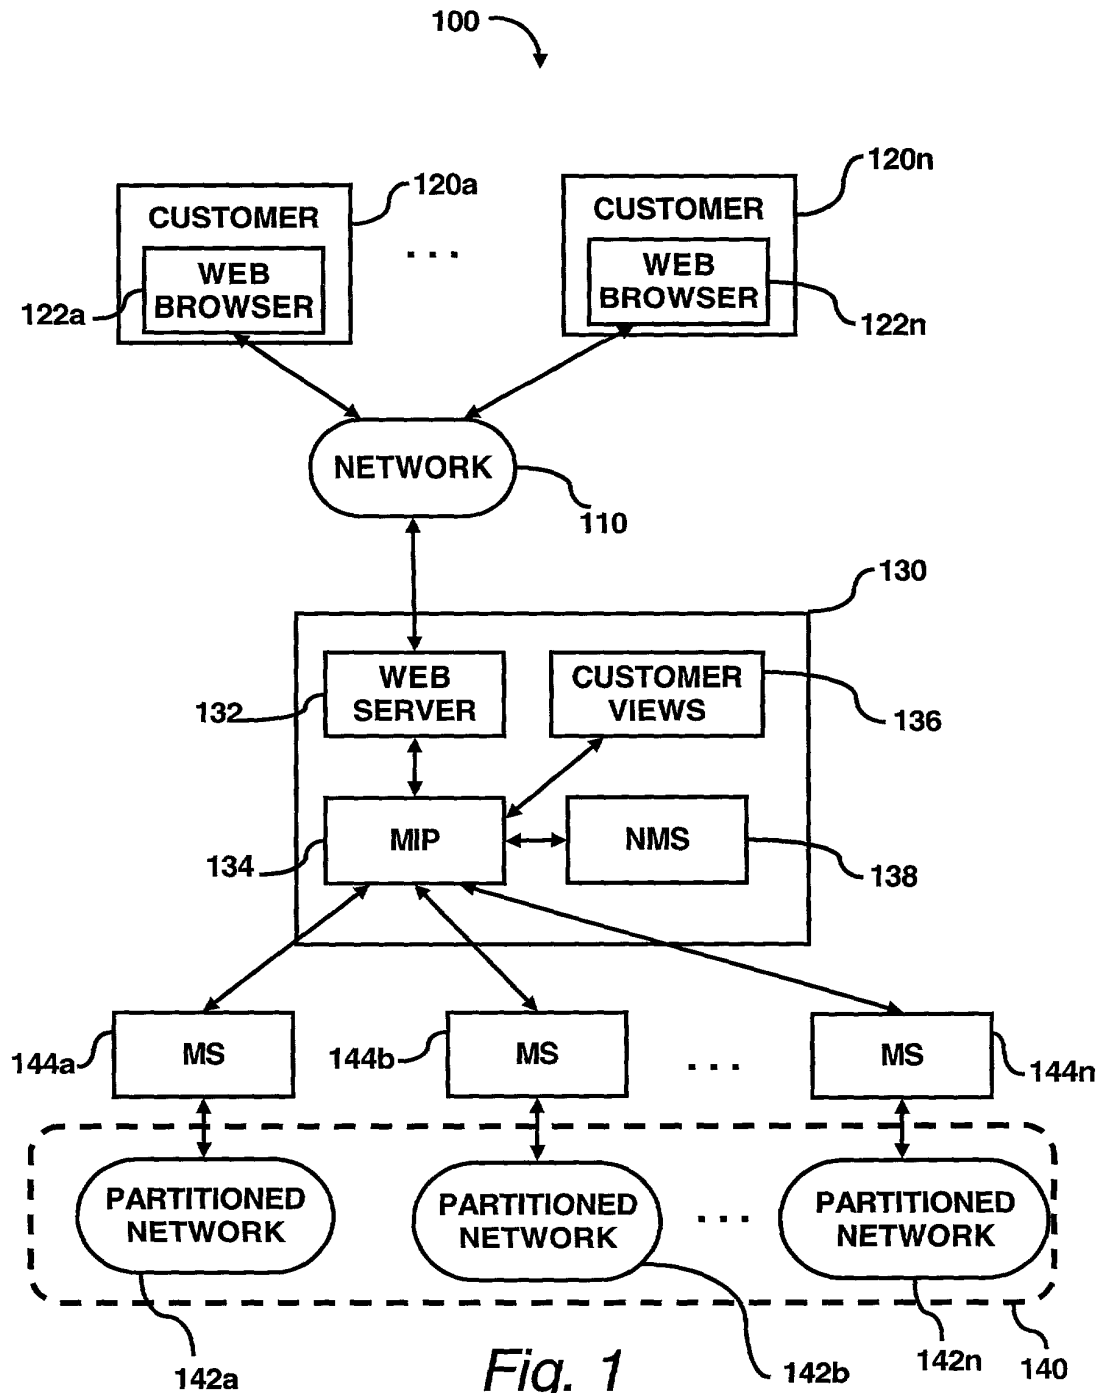 100
120a
120n
CUSTOMER
WEB
BROWSER
122a
. . .
CUSTOMER
WEB
BROWSER
122n
NETWORK
110
130
WEB
SERVER
132
CUSTOMER
VIEWS
136
MIP
134
NMS
138
144a
MS
144b
MS
. . .
MS
144n
PARTITIONED
NETWORK
PARTITIONED
NETWORK
. . .
PARTITIONED
NETWORK
142a
Fig. 1
142b
142n
140